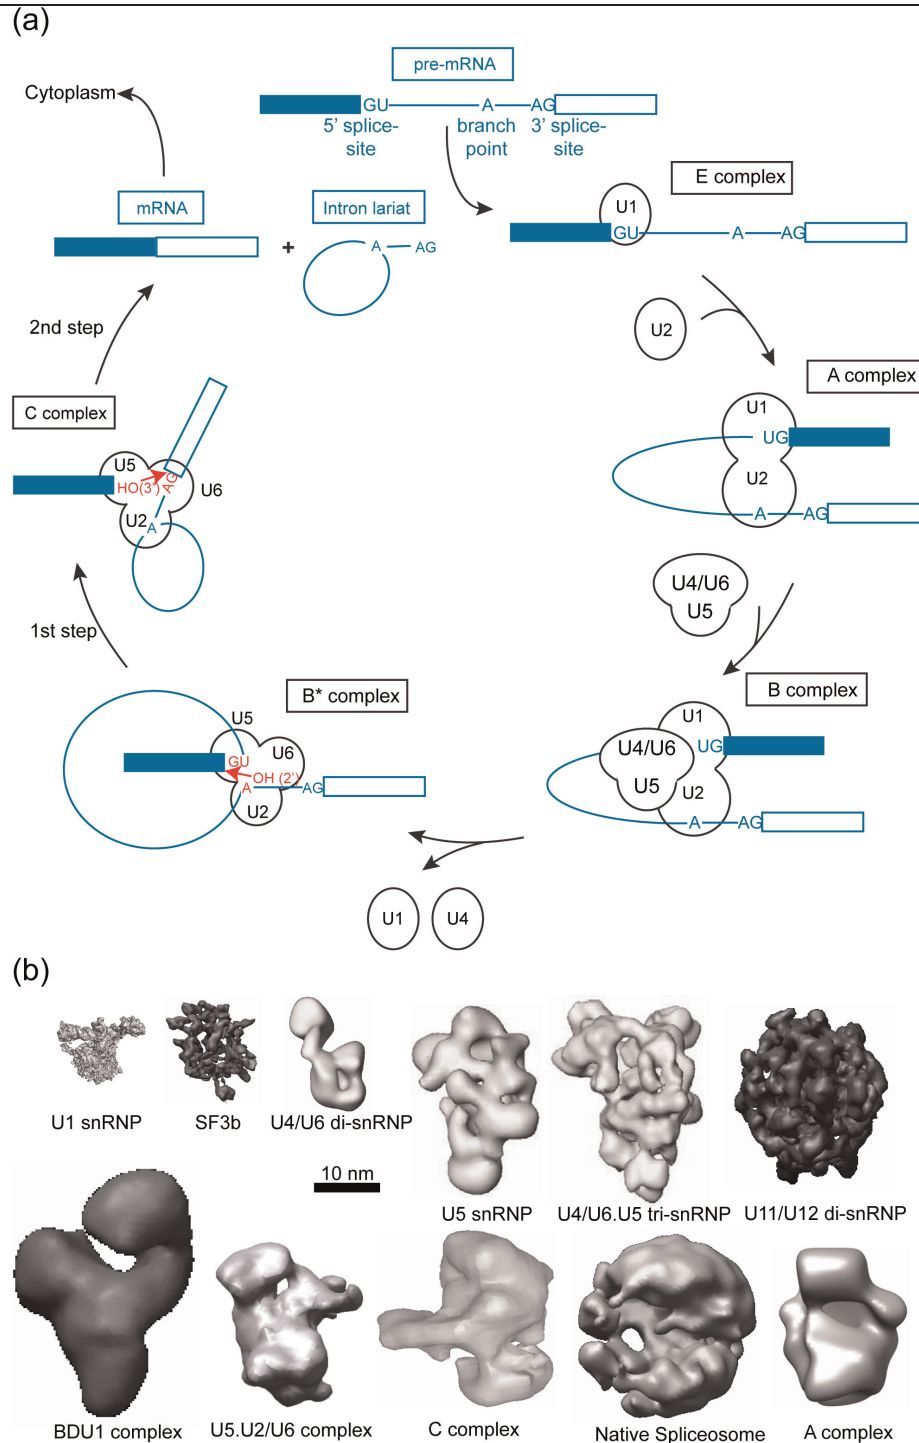 (a)
pre-mRNA
Cytoplasm
GU A AG
5’ splice- branch 3’ splice-
site point site
E complex
mRNA
Intron lariat
U1
GU A AG
+
A AG
2nd step
U2
A complex
C complex
U1
UG
U5
HO(3’) AG
U6
U2
U2 A
A AG
U4/U6
U5
1st step
B* complex
B complex
U5
U1
U6
U4/U6
UG
GU
OH (2’)
A AG
U5
U2
U2
A AG
U1
U4
(b)
U1 snRNP
SF3b
U4/U6 di-snRNP
10 nm
U5 snRNP
U4/U6.U5 tri-snRNP
U11/U12 di-snRNP
BDU1 complex
U5.U2/U6 complex
C complex
Native Spliceosome
A complex